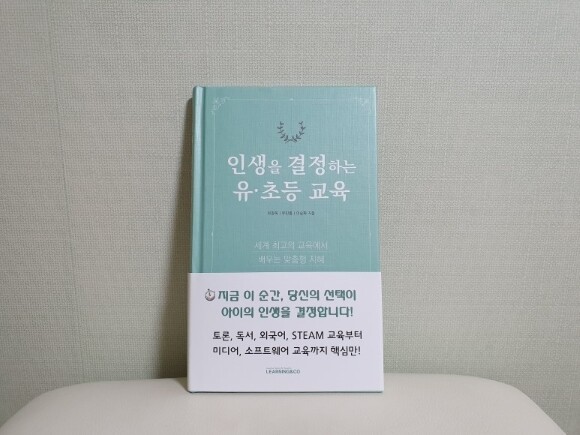 인생을 결정하는
유·초등 교육
지음
세계 최고의 교육에서
배우는 맞춤형 지혜
지금 이 순간, 당신의 선택이
아이의 인생을 결정합니다!
토론, 독서, 외국어, STEAM 교육부터
미디어, 소프트웨어 교육까지 핵심만!
LEARNING&CO